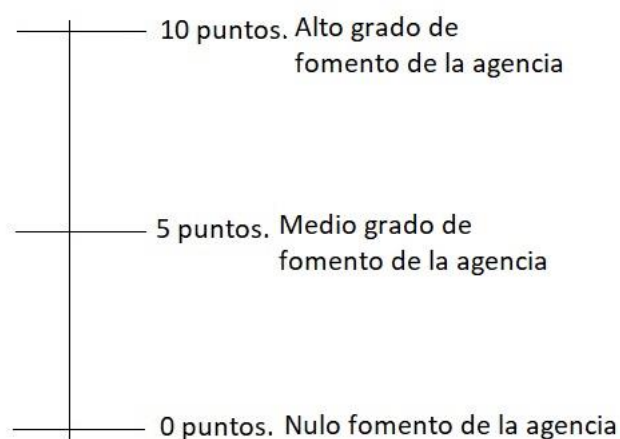 10 puntos. Alto grado de
fomento de la agencia
5 puntos. Medio grado de
fomento de la agencia
0 puntos. Nulo fomento de la agencia